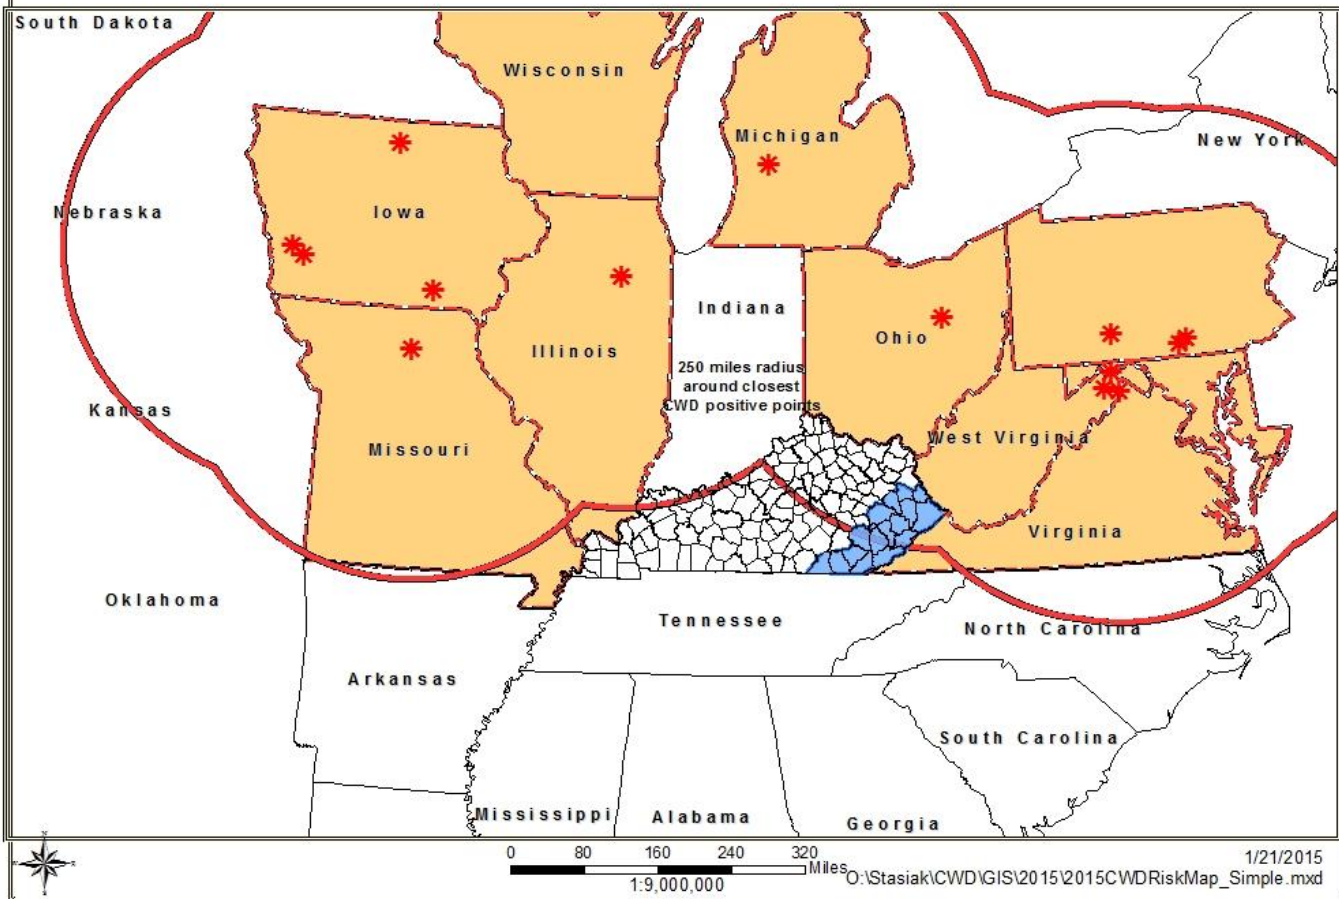 South Dakota
Wisconsin
Michigan
New York
Nebraska
Iowa
Indiana
Illinois
Ohio
250 miles radius
around closest
CWD positive points
Kansas
Missouri
West Virginia
Virginia
Oklahoma
Tennessee
North Carolina
Arkansas
South Carolina
Mississippi
Alabama
Georgia
0 80 160 240 320
Miles
1:9,000,000
1/21/2015
O:\Stasiak\CWD\GIS\2015\2015CWDRiskMap_Simple.mxd